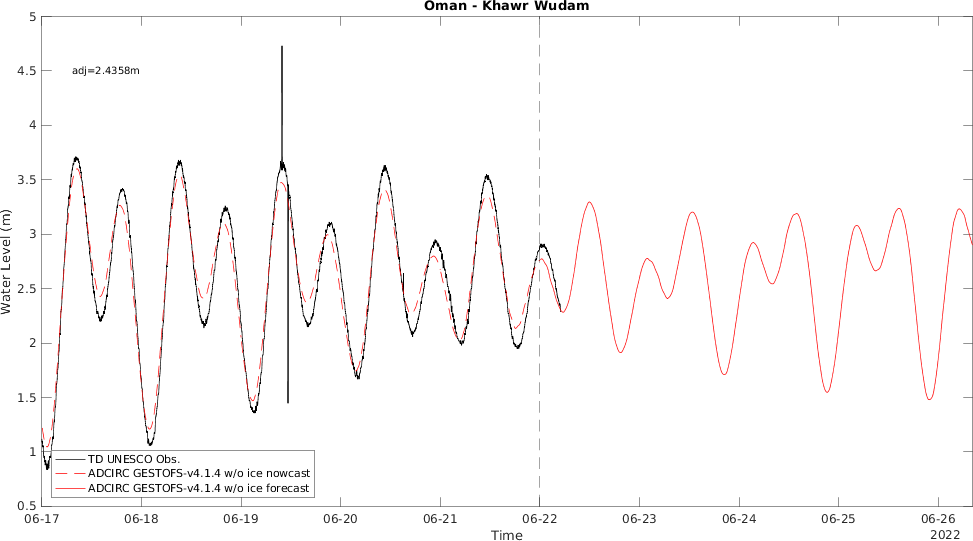 Oman - Khawr Wudam
adj=2.4358m
5
4.5
4
3.5
3
2.5
2
1.5
1
0.5
Water Level (m)
TD UNESCO Obs.
ADCIRC GESTOFS-v4.1.4 w/o ice nowcast
ADCIRC GESTOFS-v4.1.4 w/o ice forecast
06-17 06-18 06-19 06-20 06-21 06-22 06-23 06-24 06-25 06-26
2022
Time